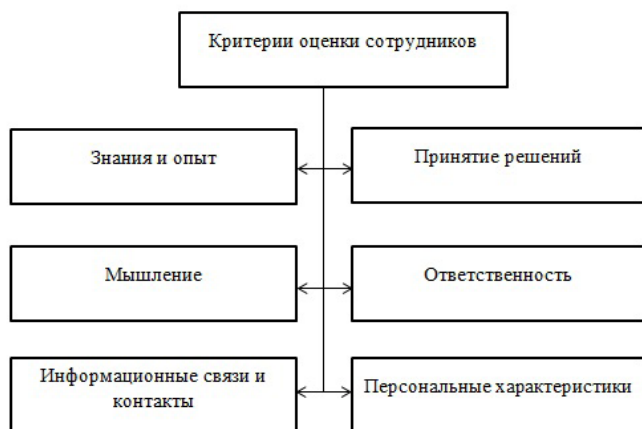 Критерии оценки сотрудников
Знания и опыт
Принятие решений
Мышление
Ответственность
Информационные связи и
контакты
Персональные характеристики